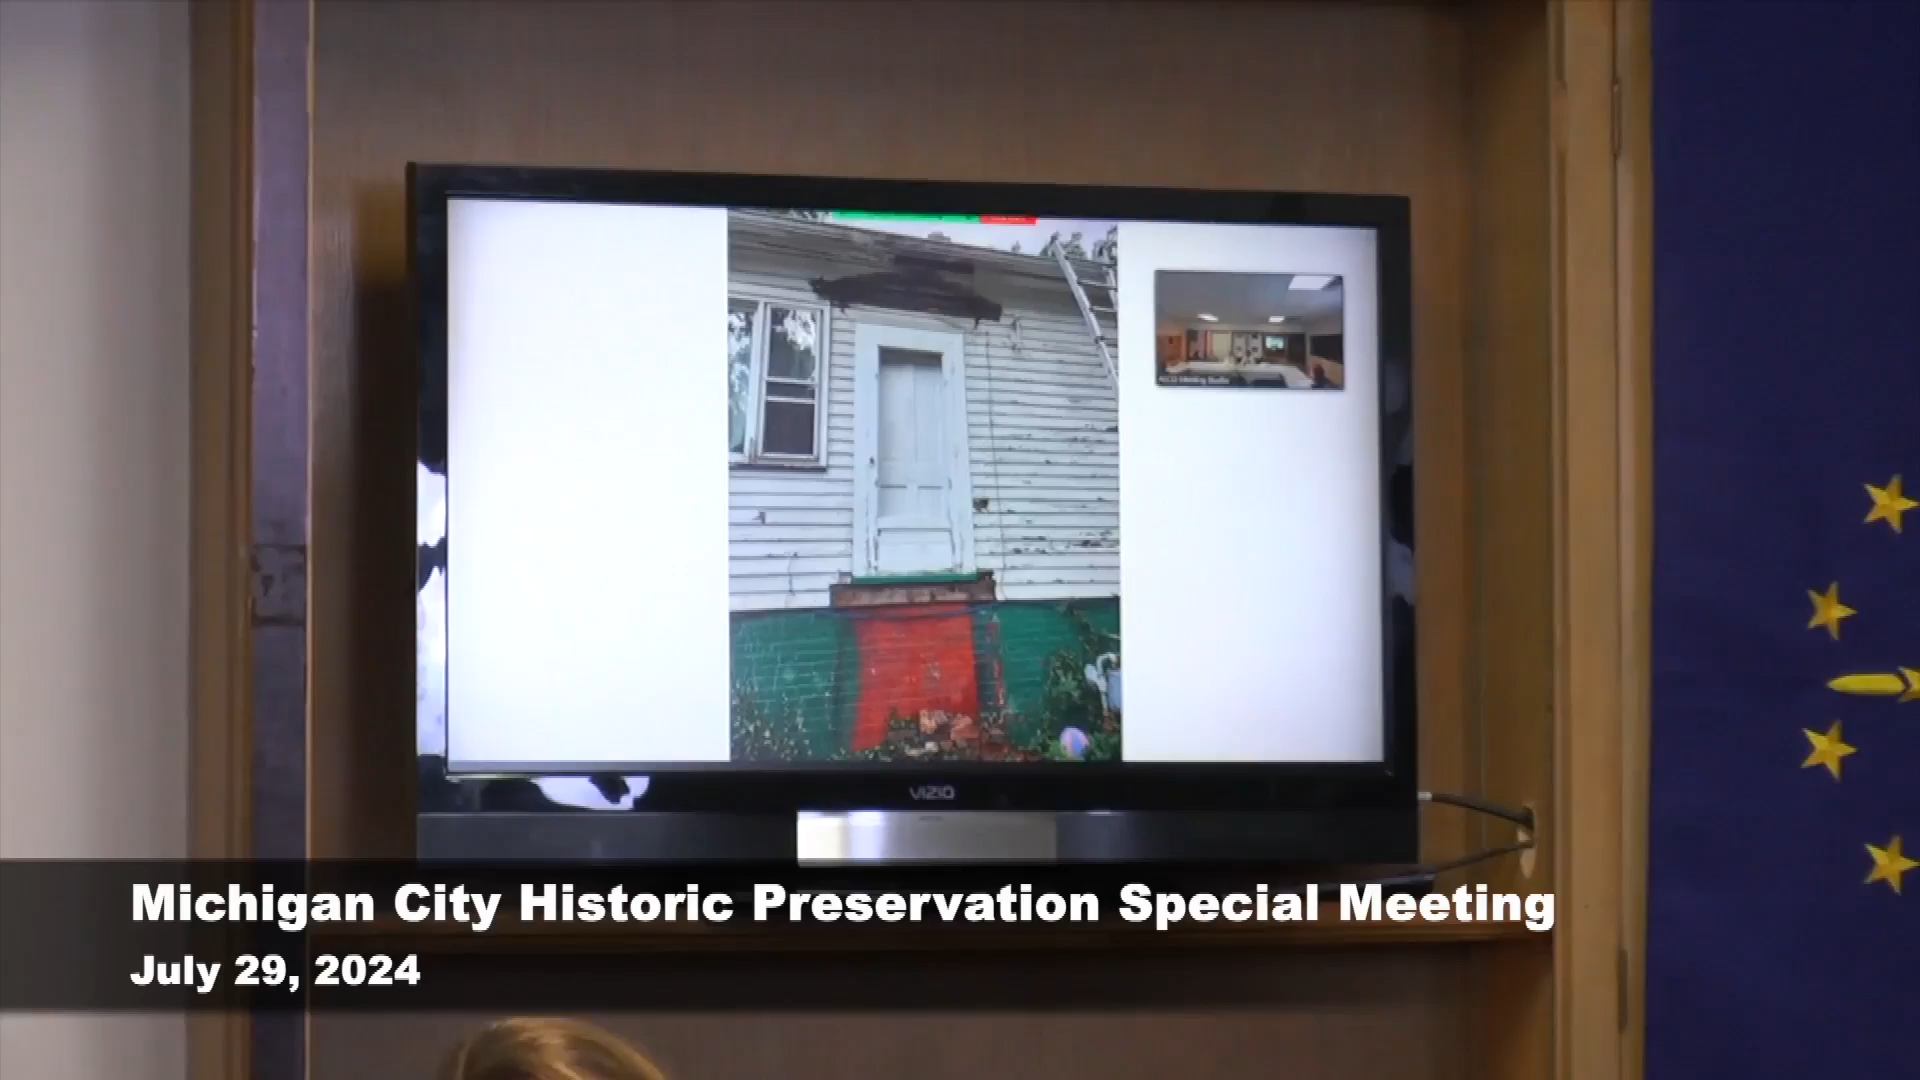 VIZIO
Michigan City Historic Preservation Special Meeting
July 29, 2024